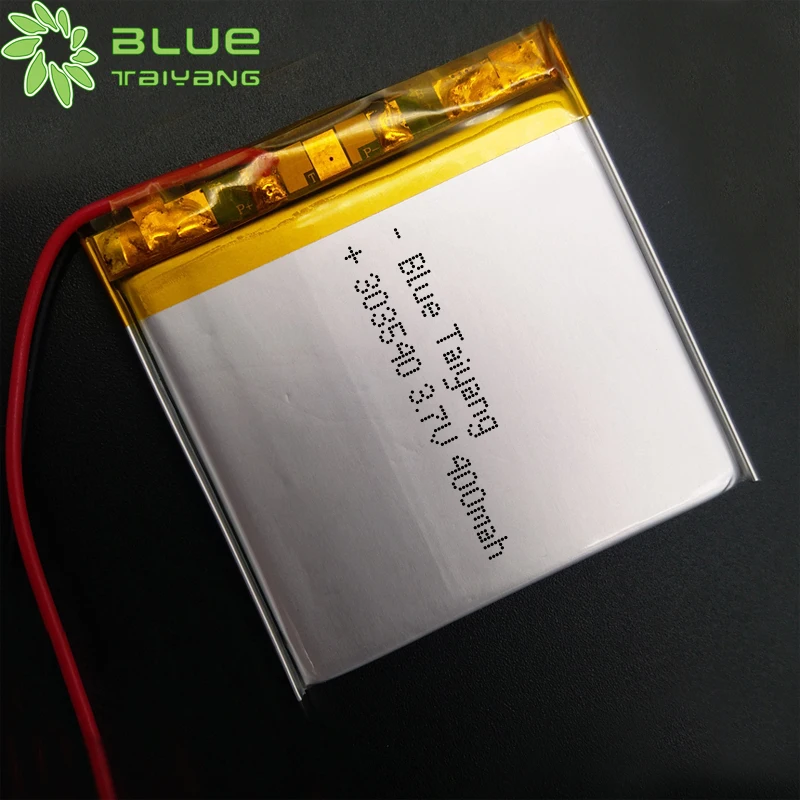 BLUE
TAIYANG
P+
P-
- Blue Taiyang
+ 303540 3.7V 400mah